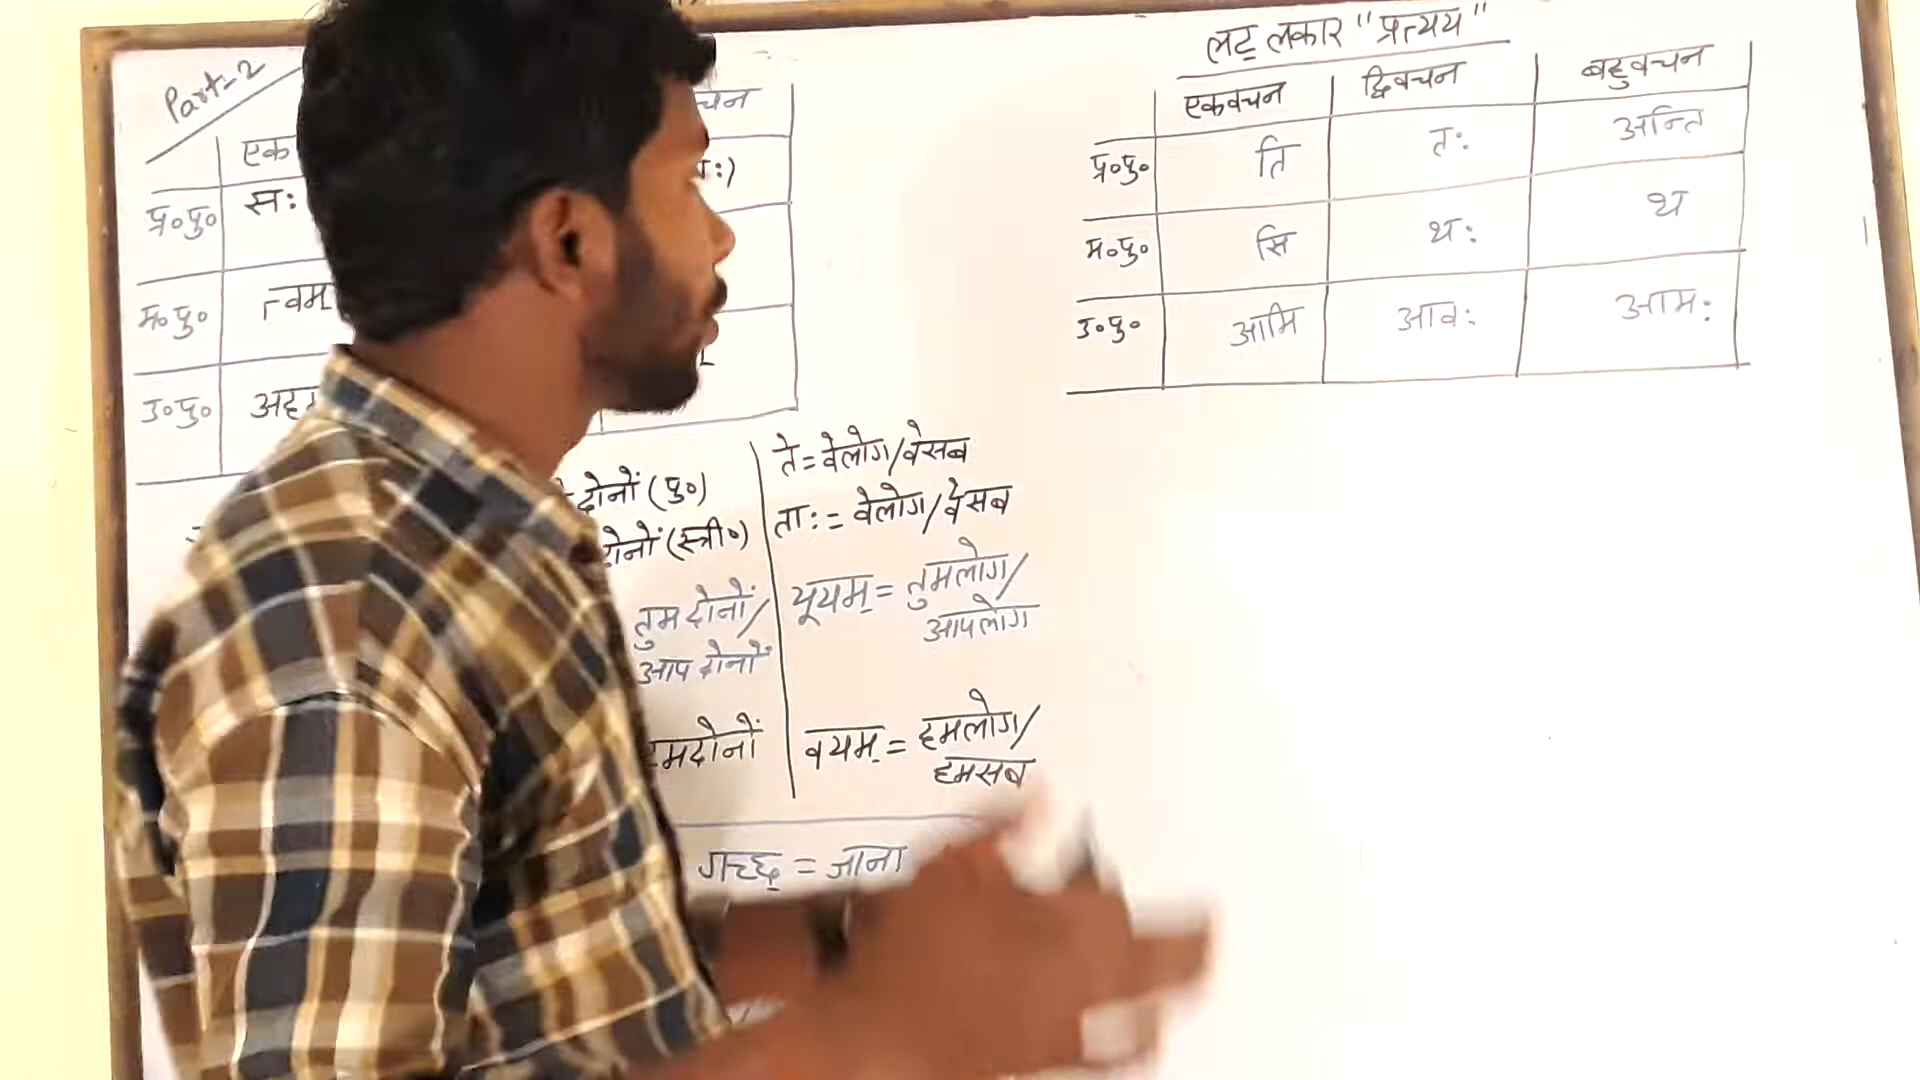 Part-2
एक
चन
प्र०पु०
सः
म०पु०
त्वम्
उ०पु०
दोनों (पु०)
दोनों (स्त्री०)
तुम दोनों/
आप दोनों
हमदोनों
ते = वेलोग/वेसब
ताः = वेलोग/वेसब
यूयम् = तुमलोग/
आपलोग
वयम् = हमलोग/
हमसब
गच्छ् = जाना
लट् लकार "प्रत्यय"
एकवचन द्विवचन बहुवचन
प्र०पु० ति तः अन्ति
म०पु० सि थः थ
उ०पु० आमि आवः आमः